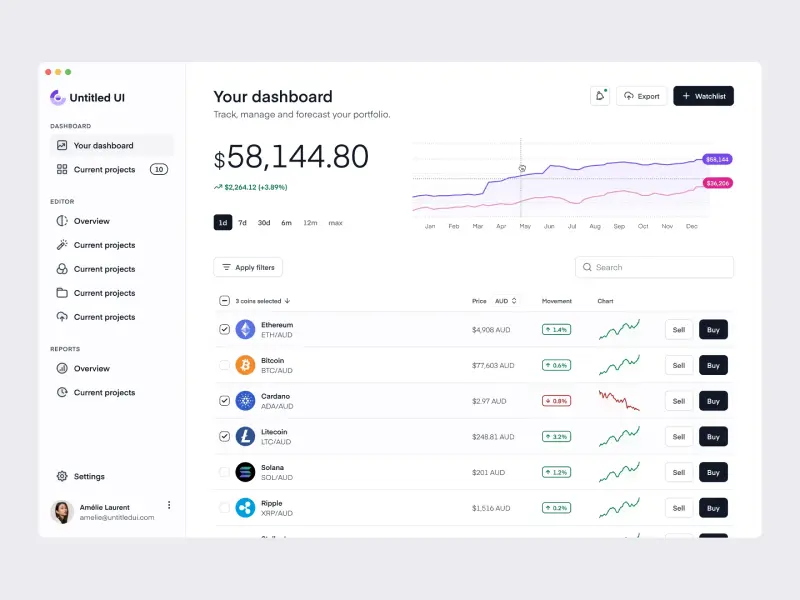 Untitled UI
DASHBOARD
Your dashboard
Current projects 10
EDITOR
Overview
Current projects
Current projects
Current projects
Current projects
REPORTS
Overview
Current projects
Settings
Amélie Laurent
amelie@untitledui.com
Your dashboard
Track, manage and forecast your portfolio.
Export
Watchlist
$58,144.80
$2,264.12 (+3.89%)
1d 7d 30d 6m 12m max
$58,144
$36,206
Jan Feb Mar Apr May Jun Jul Aug Sep Oct Nov Dec
Apply filters
Search
3 coins selected Price AUD Movement Chart
Ethereum
ETH/AUD
$4,908 AUD 1.4% Sell Buy
Bitcoin
BTC/AUD
$77,603 AUD 0.6% Sell Buy
Cardano
ADA/AUD
$2.97 AUD 0.8% Sell Buy
Litecoin
LTC/AUD
$248.81 AUD 3.2% Sell Buy
Solana
SOL/AUD
$201 AUD 1.2% Sell Buy
Ripple
XRP/AUD
$1,516 AUD 0.2% Sell Buy